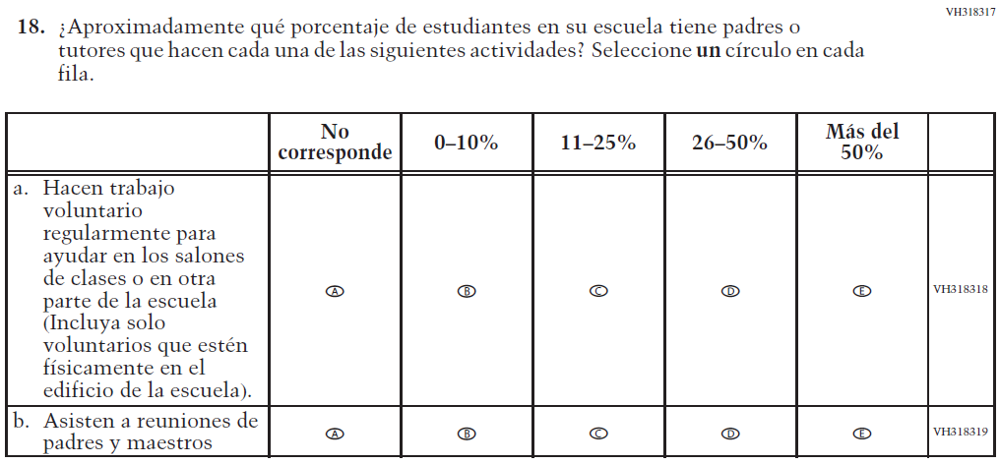 VH318317
18. ¿Aproximadamente qué porcentaje de estudiantes en su escuela tiene padres o
tutores que hacen cada una de las siguientes actividades? Seleccione un círculo en cada
fila.
No
corresponde
0–10%
11–25%
26–50%
Más del
50%
a. Hacen trabajo
voluntario
regularmente para
ayudar en los salones
de clases o en otra
parte de la escuela
(Incluya solo
voluntarios que estén
físicamente en el
edificio de la escuela).
A B C D E VH318318
b. Asisten a reuniones de
padres y maestros
A B C D E VH318319